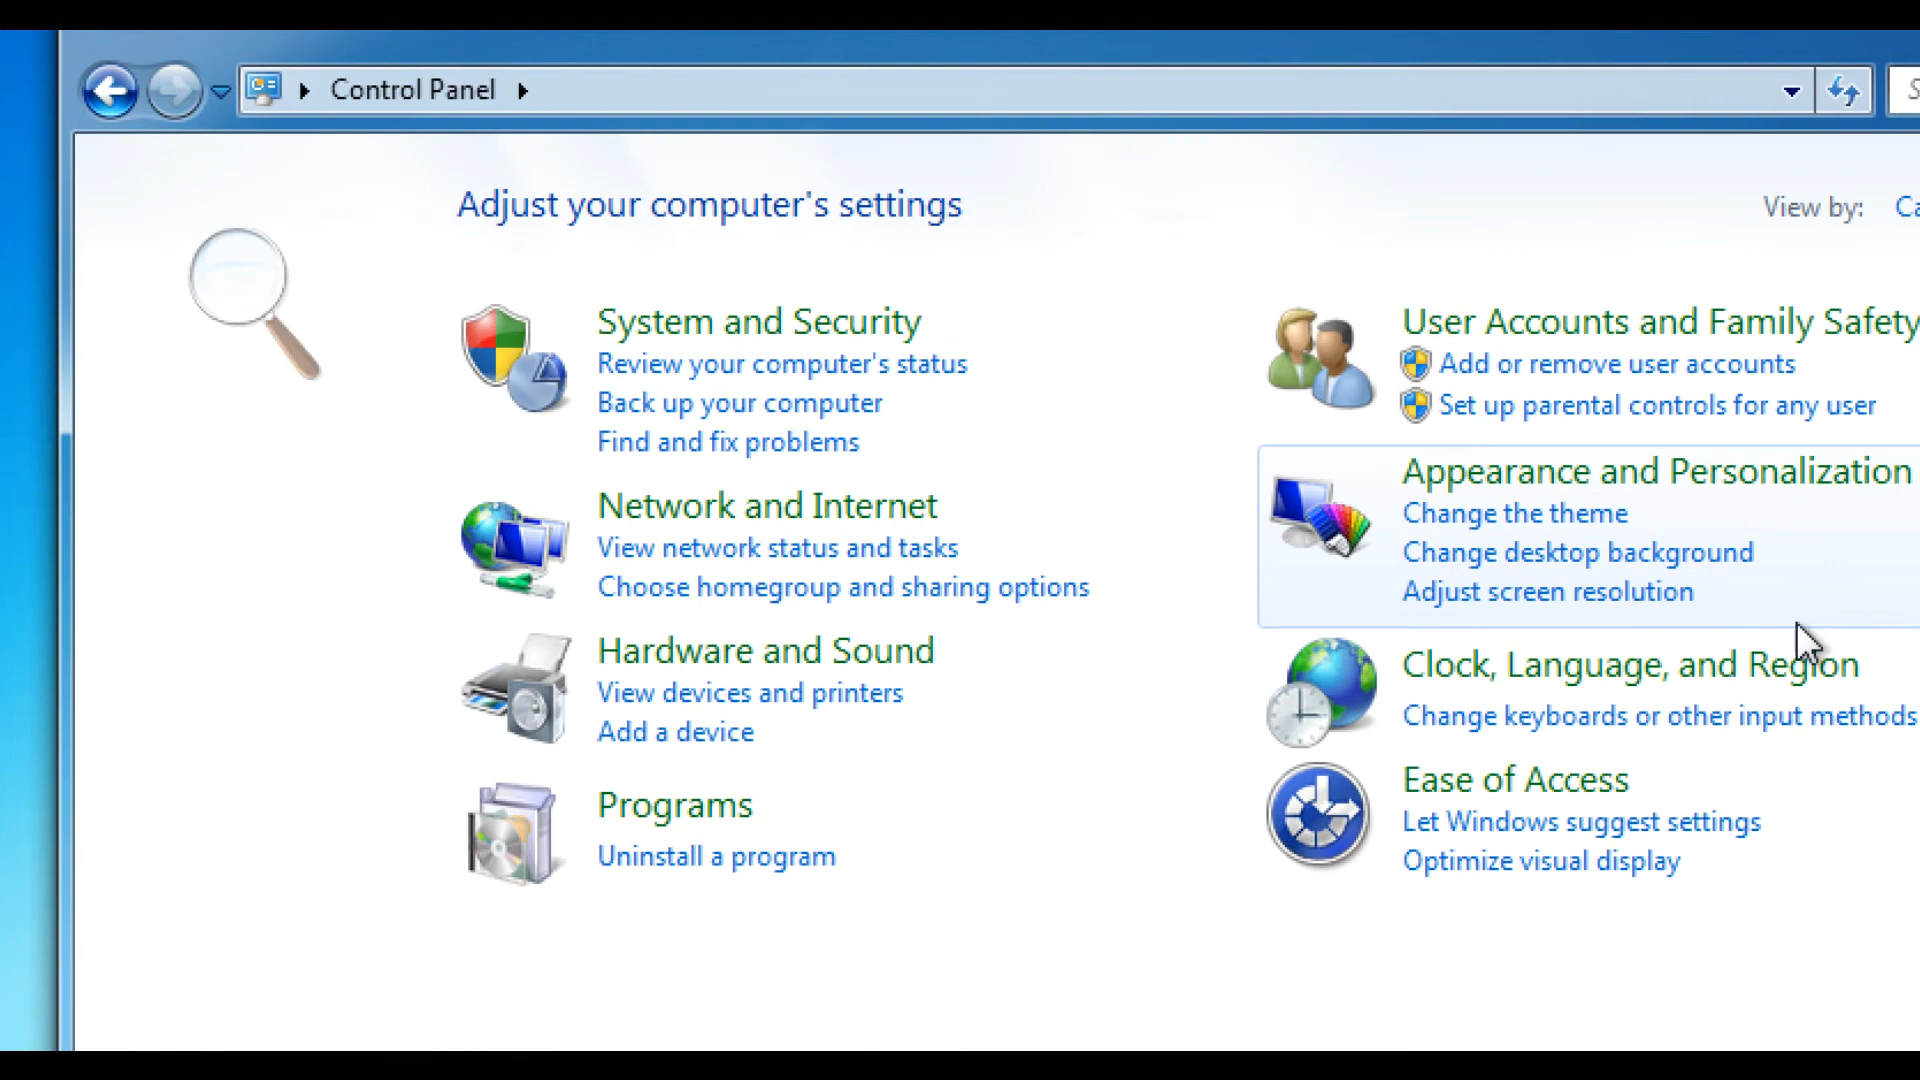 Control Panel
Adjust your computer's settings
View by:
System and Security
Review your computer's status
Back up your computer
Find and fix problems
Network and Internet
View network status and tasks
Choose homegroup and sharing options
Hardware and Sound
View devices and printers
Add a device
Programs
Uninstall a program
User Accounts and Family Safety
Add or remove user accounts
Set up parental controls for any user
Appearance and Personalization
Change the theme
Change desktop background
Adjust screen resolution
Clock, Language, and Region
Change keyboards or other input methods
Ease of Access
Let Windows suggest settings
Optimize visual display